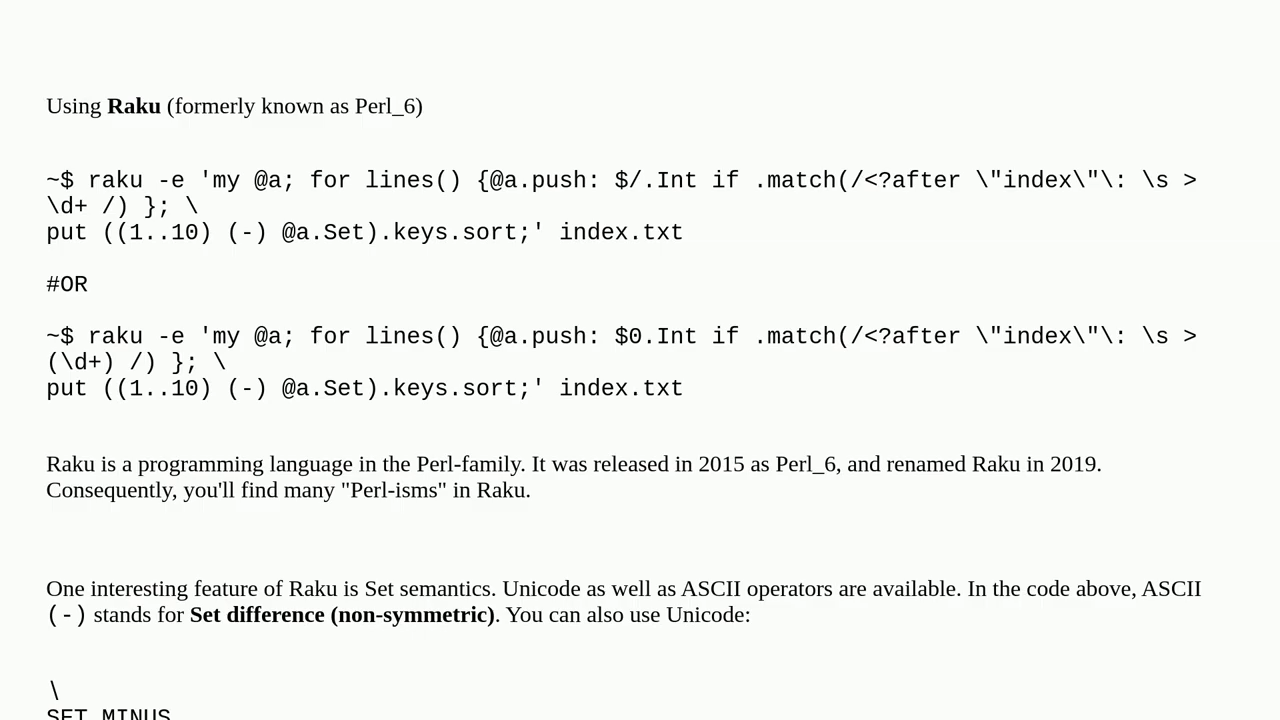 Using Raku (formerly known as Perl_6)
~$ raku -e 'my @a; for lines() {@a.push: $/.Int if .match(/<?after \"index\"\: \s >
\d+ /) }; \
put ((1..10) (-) @a.Set).keys.sort;' index.txt
#OR
~$ raku -e 'my @a; for lines() {@a.push: $0.Int if .match(/<?after \"index\"\: \s >
(\d+) /) }; \
put ((1..10) (-) @a.Set).keys.sort;' index.txt
Raku is a programming language in the Perl-family. It was released in 2015 as Perl_6, and renamed Raku in 2019.
Consequently, you'll find many "Perl-isms" in Raku.
One interesting feature of Raku is Set semantics. Unicode as well as ASCII operators are available. In the code above, ASCII
(-) stands for Set difference (non-symmetric). You can also use Unicode:
∖
SET MINUS